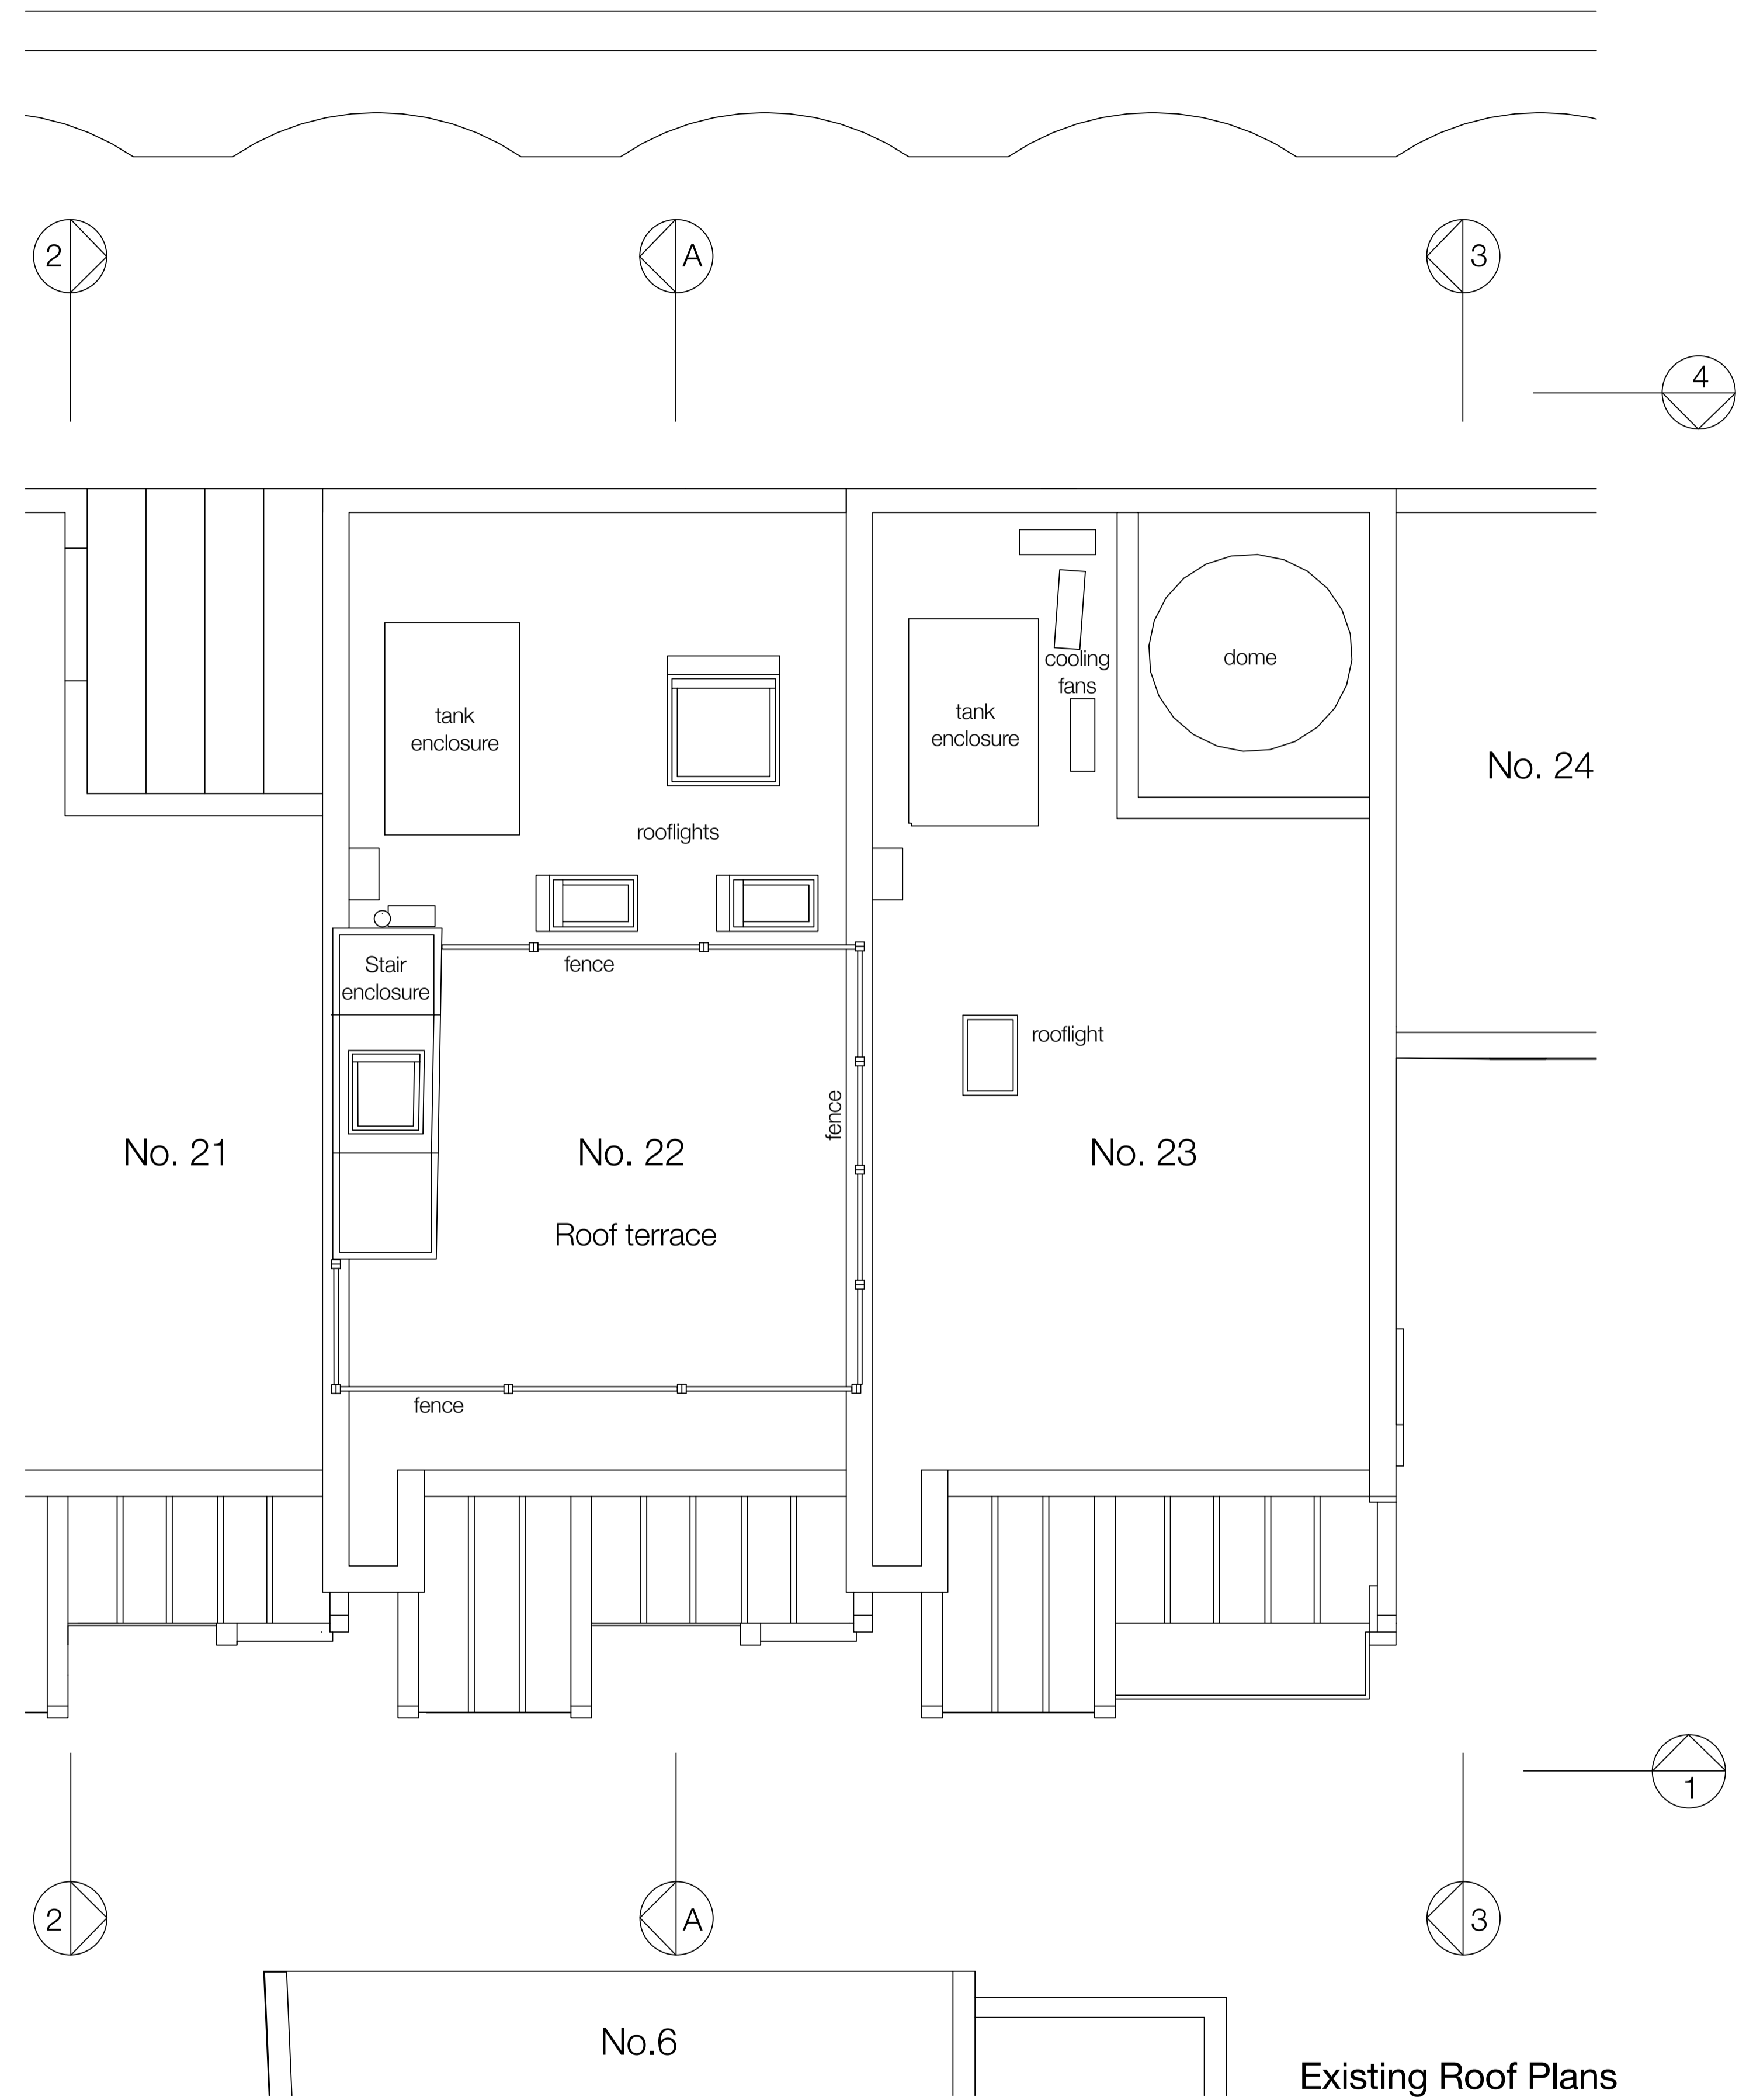 2
A
3
4
cooling
fans
dome
tank
enclosure
tank
enclosure
No. 24
rooflights
Stair
enclosure
fence
rooflight
fence
No. 21
No. 22
No. 23
Roof terrace
fence
1
2
A
3
No.6
Existing Roof Plans